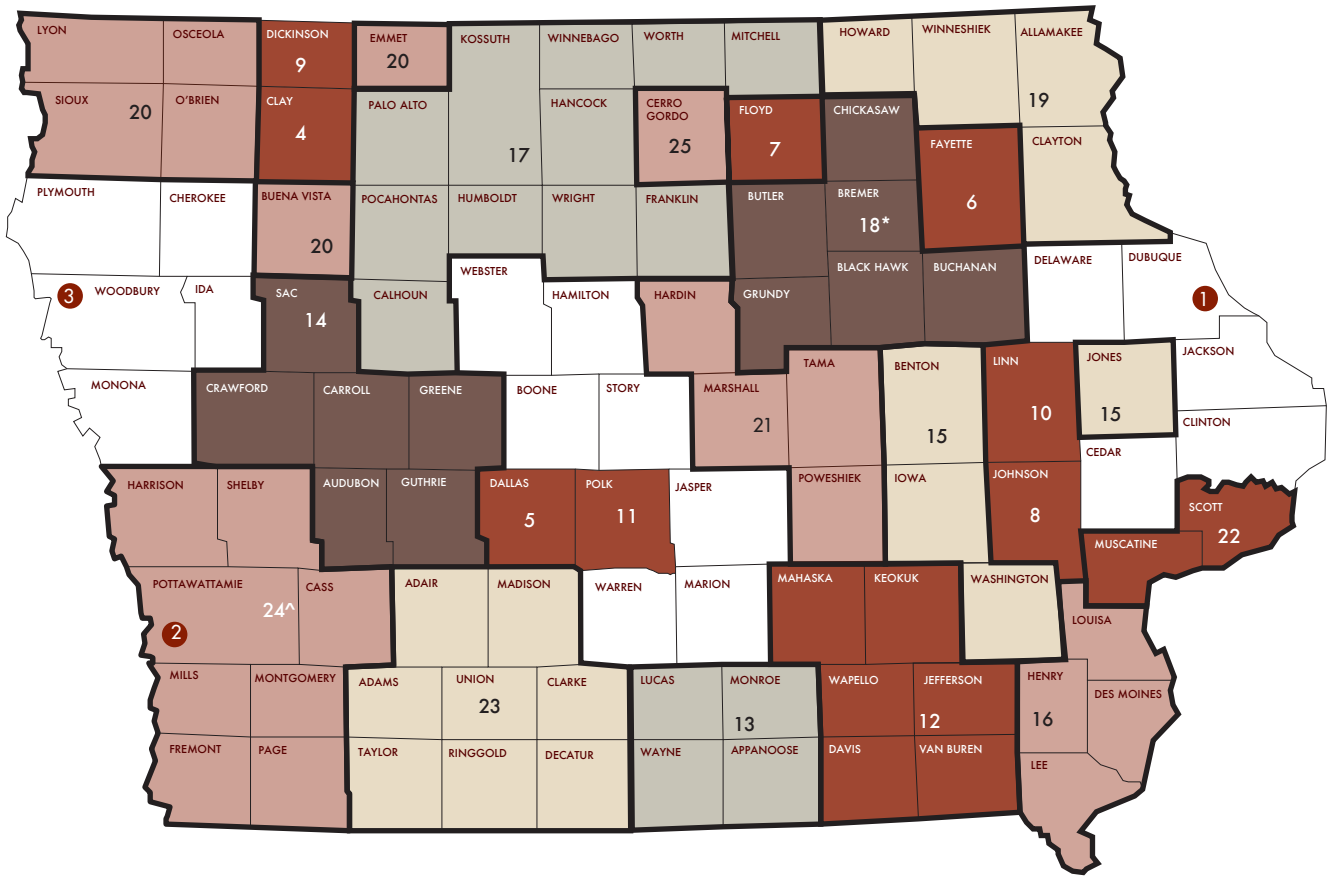 LYON
OSCEOLA
DICKINSON
9
EMMET
20
KOSSUTH
WINNEBAGO
WORTH
MITCHELL
HOWARD
WINNESHIEK
ALLAMAKEE
19
SIOUX
20
O'BRIEN
CLAY
4
PALO ALTO
17
HANCOCK
CERRO
GORDO
25
FLOYD
7
CHICKASAW
FAYETTE
6
CLAYTON
PLYMOUTH
CHEROKEE
BUENA VISTA
20
POCAHONTAS
HUMBOLDT
WRIGHT
FRANKLIN
BUTLER
BREMER
18*
3
WOODBURY
IDA
SAC
14
CALHOUN
WEBSTER
HAMILTON
HARDIN
GRUNDY
BLACK HAWK
BUCHANAN
DELAWARE
DUBUQUE
1
MONONA
CRAWFORD
CARROLL
GREENE
BOONE
STORY
MARSHALL
21
TAMA
BENTON
15
LINN
10
JONES
15
JACKSON
CLINTON
HARRISON
SHELBY
AUDUBON
GUTHRIE
DALLAS
5
POLK
11
JASPER
POWESHIEK
IOWA
JOHNSON
8
CEDAR
MUSCATINE
SCOTT
22
POTTAWATTAMIE
24^
2
CASS
ADAIR
MADISON
WARREN
MARION
MAHASKA
KEOKUK
WASHINGTON
LOUISA
MILLS
MONTGOMERY
ADAMS
UNION
23
CLARKE
LUCAS
MONROE
13
WAPELLO
JEFFERSON
12
HENRY
16
DES MOINES
FREMONT
PAGE
TAYLOR
RINGGOLD
DECATUR
WAYNE
APPANOOSE
DAVIS
VAN BUREN
LEE